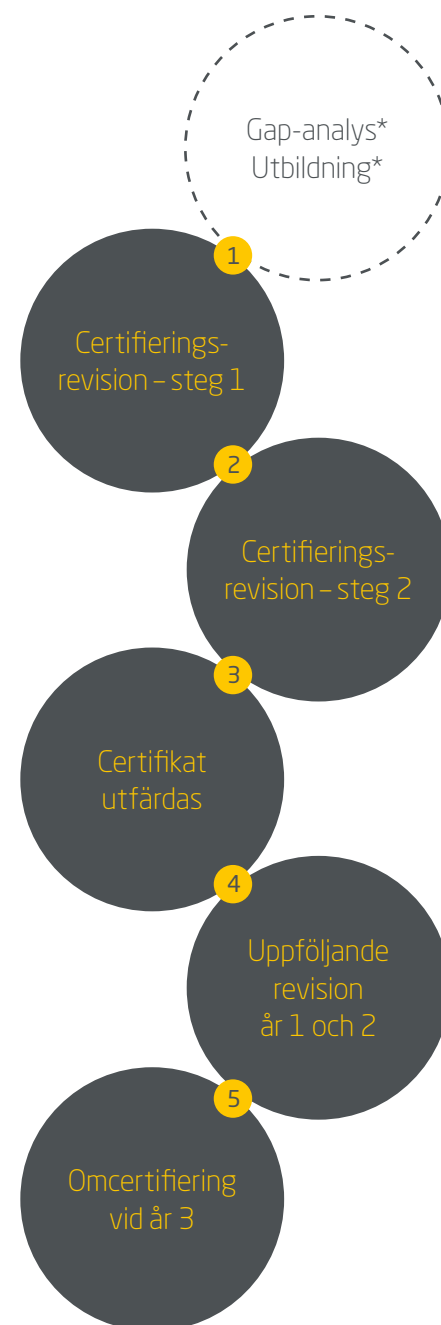 Gap-analys*
Utbildning*
1
Certifierings-
revision – steg 1
2
Certifierings-
revision – steg 2
3
Certifikat
utfärdas
4
Uppföljande
revision
år 1 och 2
5
Omcertifiering
vid år 3